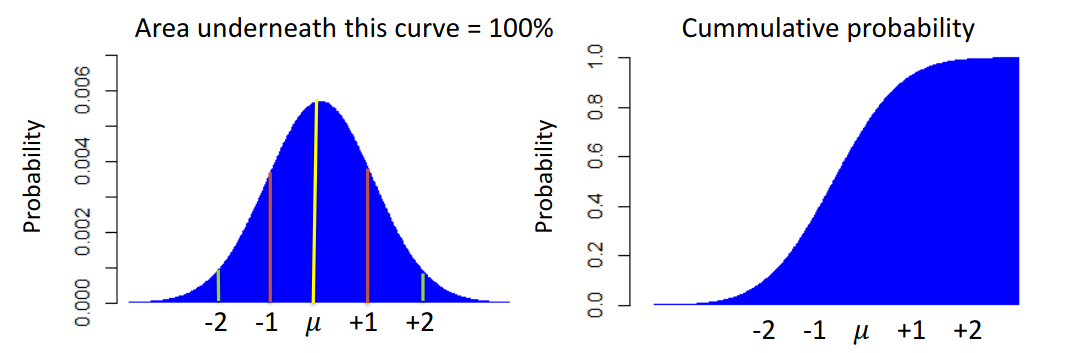 Area underneath this curve = 100%
Probability
0.006
0.004
0.002
0.000
-2 -1 μ +1 +2
Cummulative probability
Probability
1.0
0.8
0.6
0.4
0.2
0.0
-2 -1 μ +1 +2